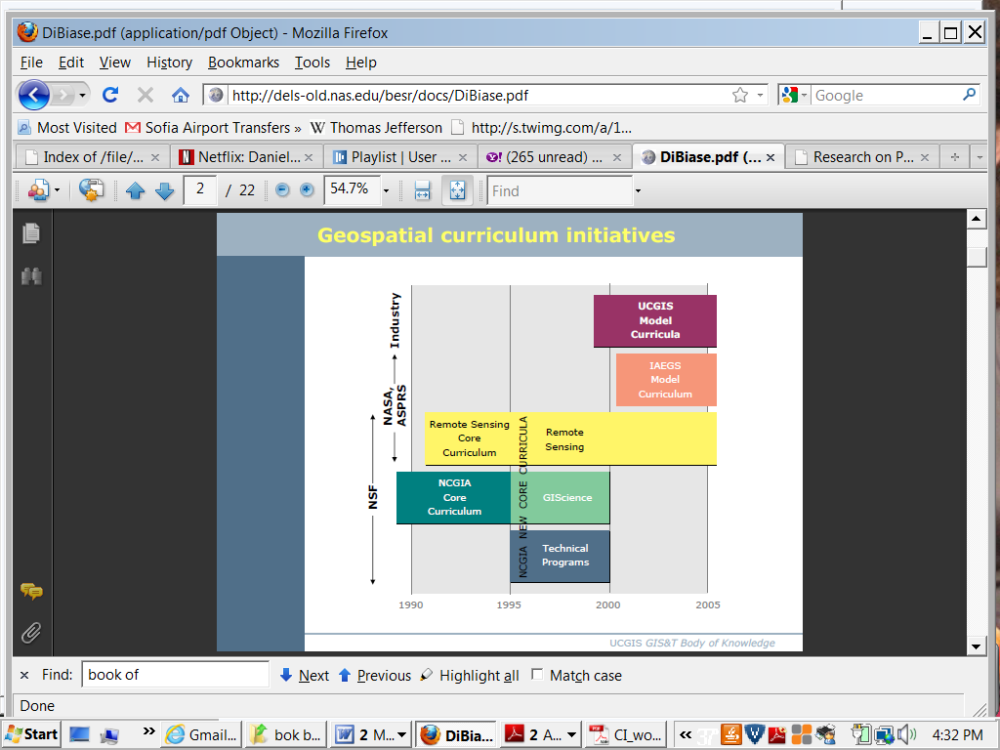 DiBiase.pdf (application/pdf Object) - Mozilla Firefox
File Edit View History Bookmarks Tools Help
http://dels-old.nas.edu/besr/docs/DiBiase.pdf
Google
Most Visited Sofia Airport Transfers » Thomas Jefferson http://s.twimg.com/a/1...
Index of /file/... Netflix: Daniel... Playlist | User ... (265 unread) ... DiBiase.pdf (... Research on P...
2 / 22 54.7% Find
Geospatial curriculum initiatives
Industry
NASA,
ASPRS
NSF
UCGIS
Model
Curricula
IAEGS
Model
Curriculum
Remote Sensing
Core
Curriculum
Remote
Sensing
NCGIA
Core
Curriculum
GIScience
NCGIA NEW CORE CURRICULA
Technical
Programs
1990 1995 2000 2005
UCGIS GIS&T Body of Knowledge
× Find: book of Next Previous Highlight all Match case
Done
Start » Gmail... bok b... 2 M... DiBia... 2 A... CI_wo... « 4:32 PM